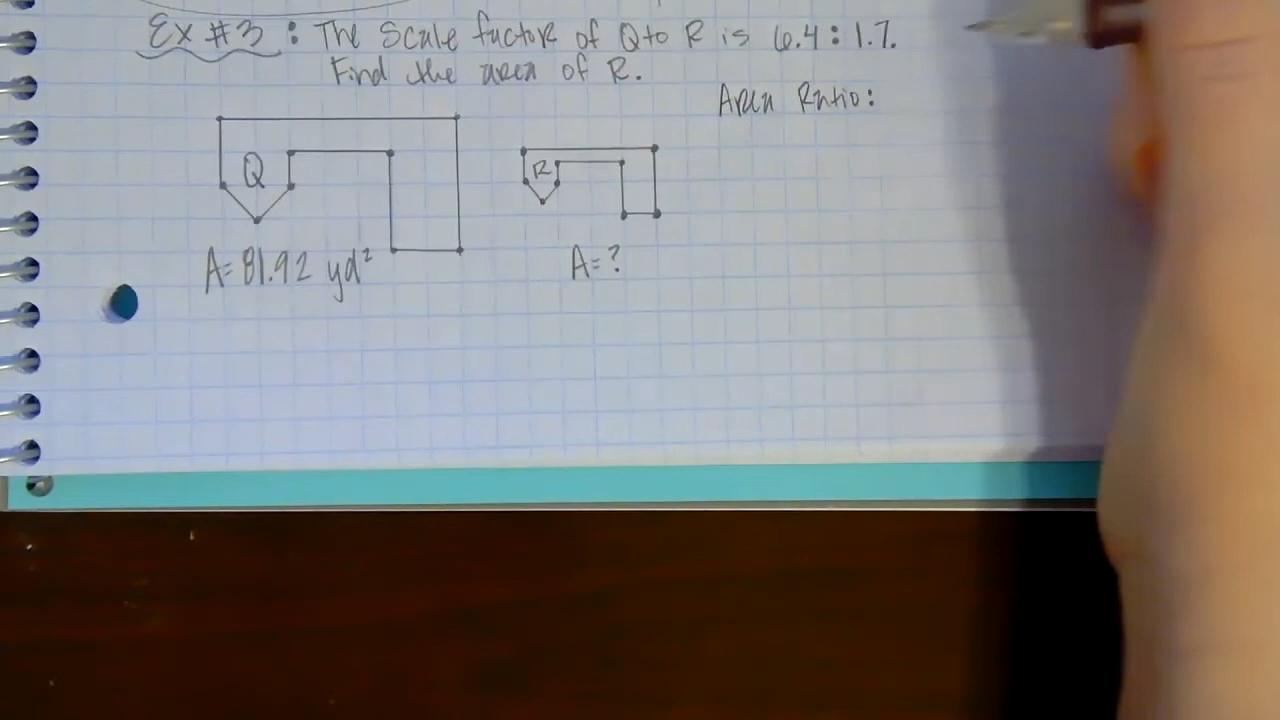 Ex #3 : The scale factor of Q to R is 6.4 : 1.7.
Find the area of R.
Area Ratio:
Q
R
A= 81.92 yd²
A= ?